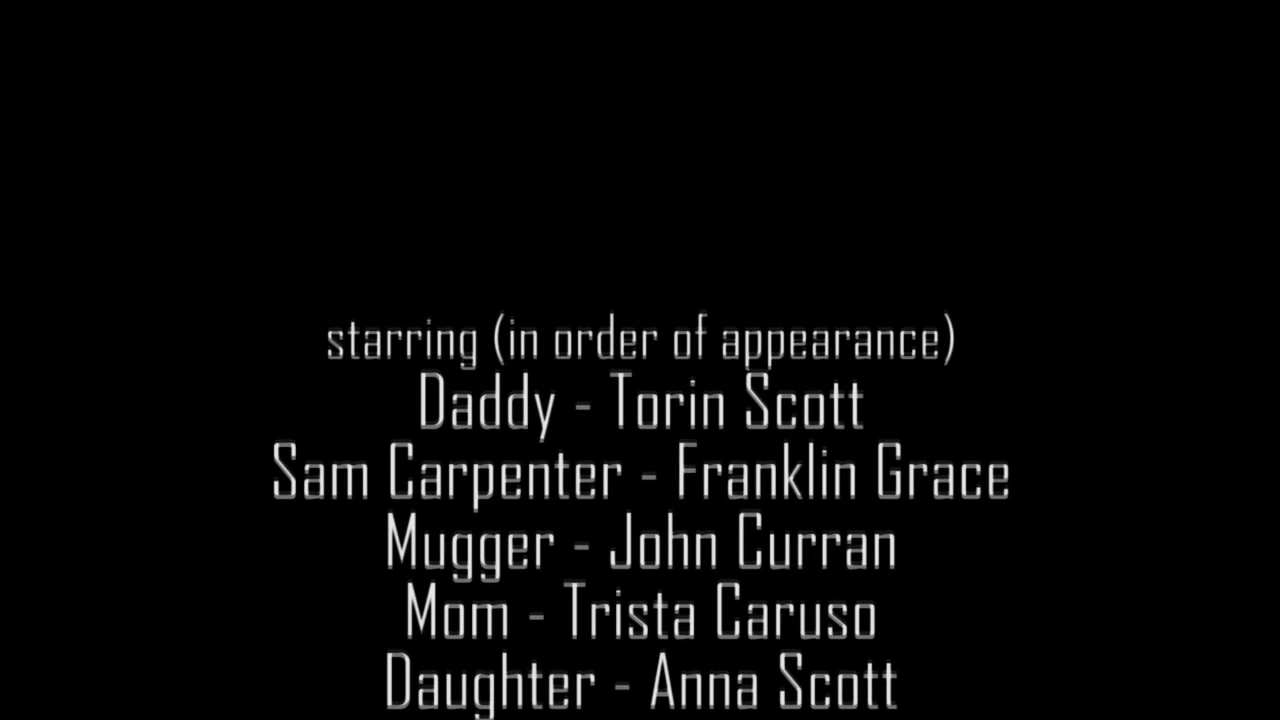 starring (in order of appearance)
Daddy - Torin Scott
Sam Carpenter - Franklin Grace
Mugger - John Curran
Mom - Trista Caruso
Daughter - Anna Scott